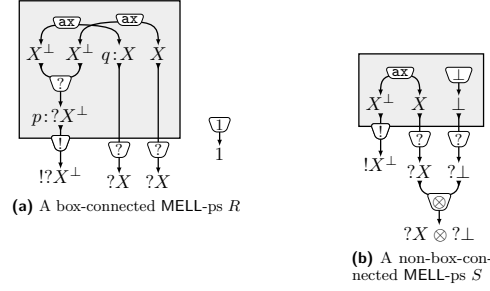 ax ax
X⊥ X⊥ q:X X
?
p:?X⊥
! ? ? 1
!?X⊥ ?X ?X 1
(a) A box-connected MELL-ps R
ax ⊥
X⊥ X ⊥
! ? ?
!X⊥ ?X ?⊥
⊗
?X ⊗ ?⊥
(b) A non-box-con-
nected MELL-ps S